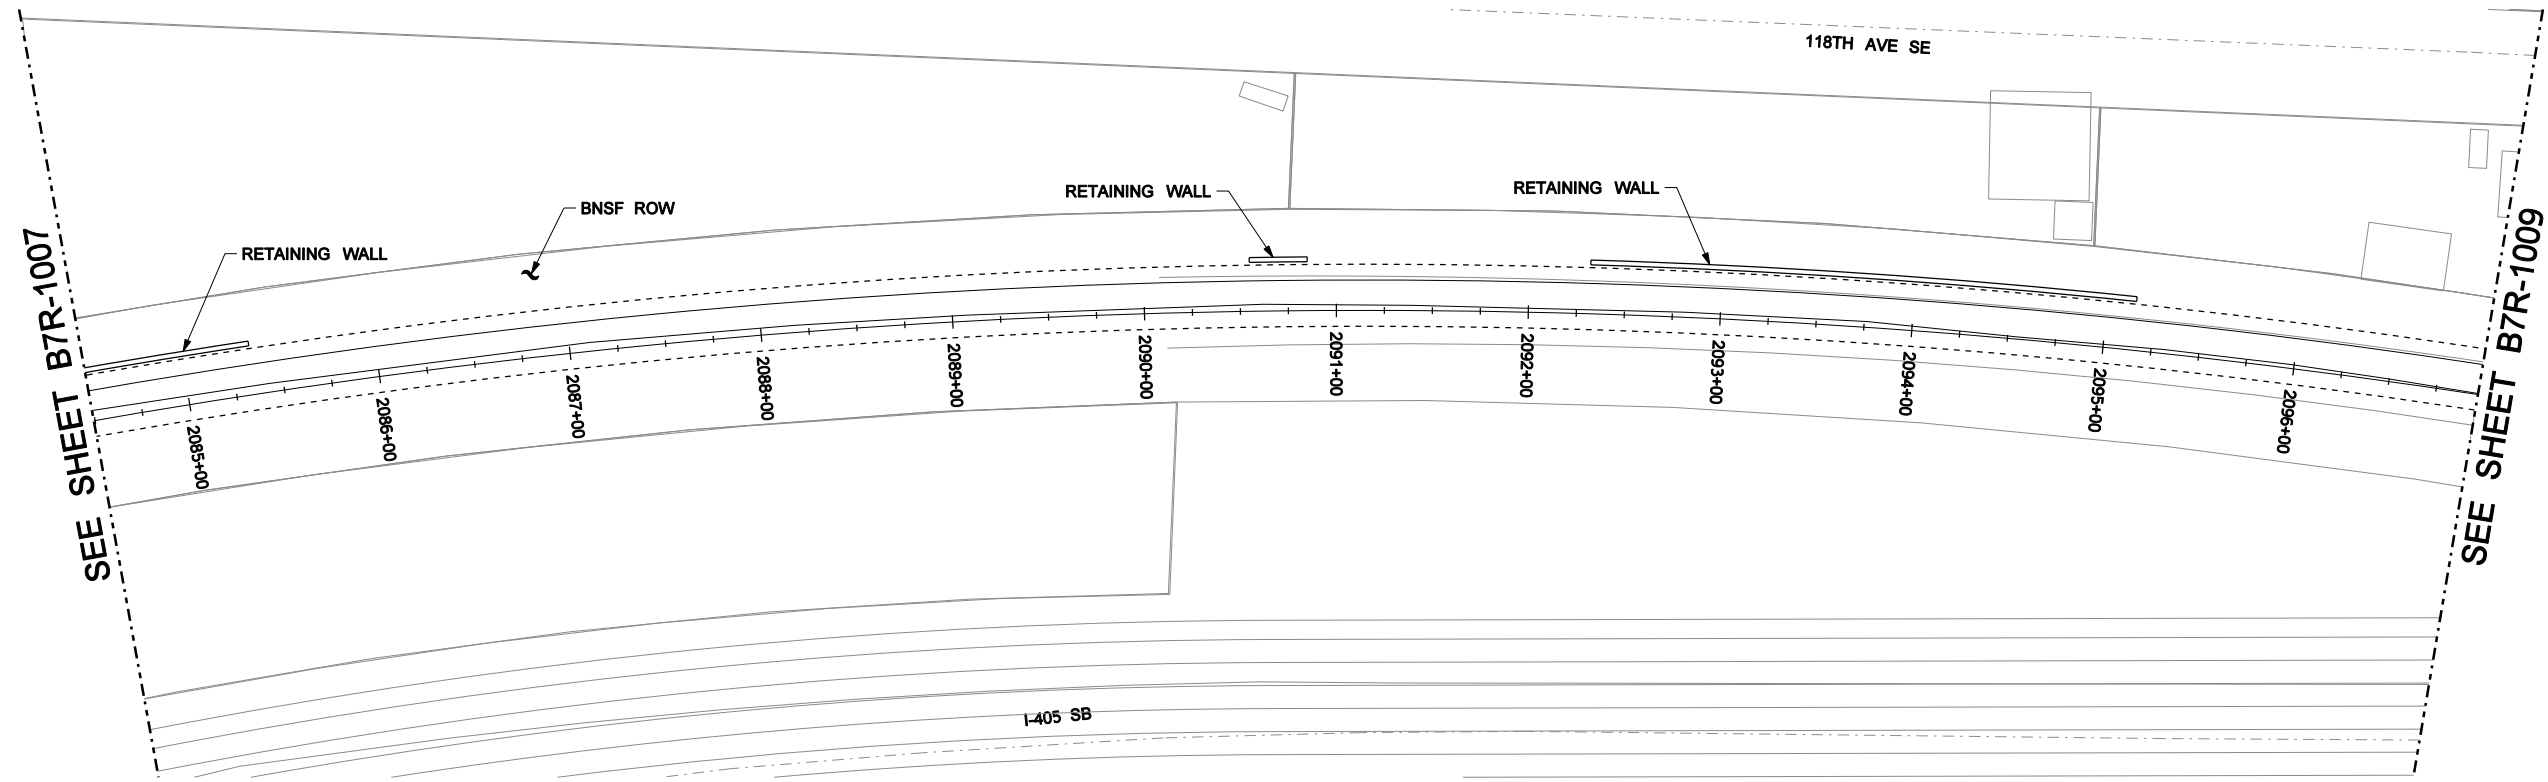 118TH AVE SE
RETAINING WALL
RETAINING WALL
BNSF ROW
RETAINING WALL
SEE SHEET B7R-1007
SEE SHEET B7R-1009
2085+00
2086+00
2087+00
2088+00
2089+00
2090+00
2091+00
2092+00
2093+00
2094+00
2095+00
2096+00
I-405 SB